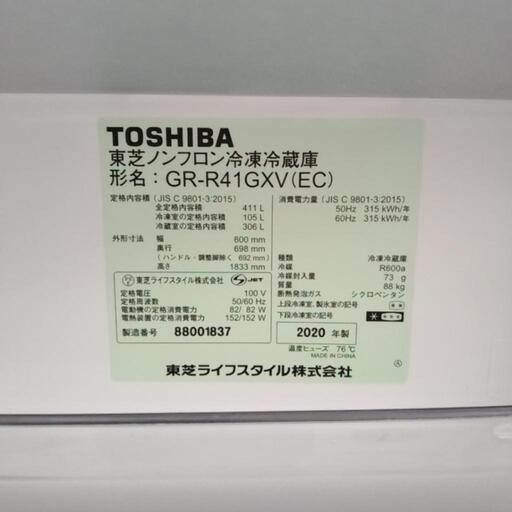 TOSHIBA
東芝ノンフロン冷凍冷蔵庫
形名：GR-R41GXV(EC)
定格内容積 (JIS C 9801-3:2015)
全定格内容積 411 L
冷凍室の定格内容積 105 L
冷蔵室の定格内容積 306 L
外形寸法 幅 600 mm
奥行 698 mm
(ハンドル・調整脚除く 692 mm)
高さ 1833 mm
東芝ライフスタイル株式会社 S JET
定格電圧 100 V
定格周波数 50/60 Hz
電動機の定格消費電力 82/ 82 W
電熱装置の定格消費電力 152/152 W
製造番号 88001837
消費電力量 (JIS C 9801-3:2015)
50Hz 315 kWh/年
60Hz 315 kWh/年
種類 冷凍冷蔵庫
冷媒 R600a
冷媒封入量 73 g
質量 88 kg
断熱発泡ガス シクロペンタン
上段冷凍室、製氷室の記号
下段冷凍室の記号
2020 年製
温度ヒューズ 76℃
MADE IN CHINA
東芝ライフスタイル株式会社